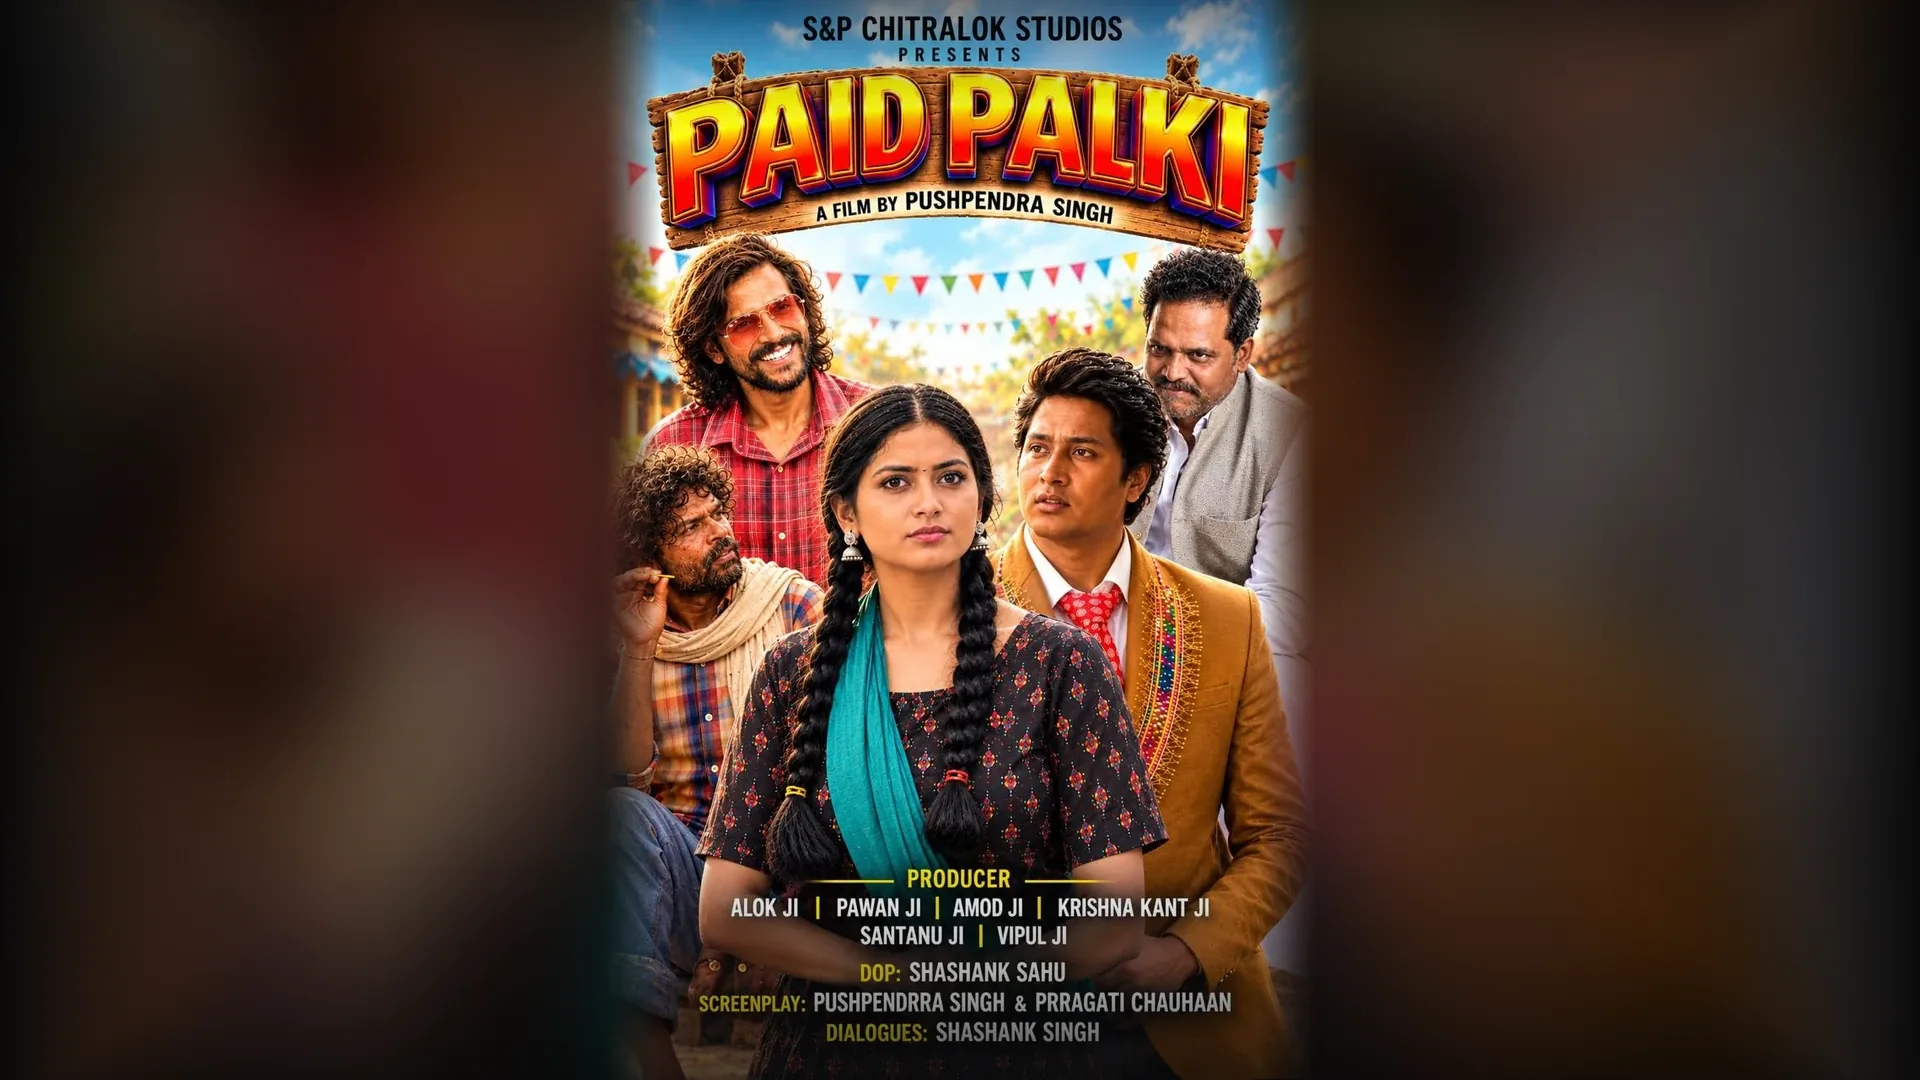 S&P CHITRALOK STUDIOS
PRESENTS
PAID PALKI
A FILM BY PUSHPENDRA SINGH
PRODUCER
ALOK JI | PAWAN JI | AMOD JI | KRISHNA KANT JI
SANTANU JI | VIPUL JI
DOP: SHASHANK SAHU
SCREENPLAY: PUSHPENDRRA SINGH & PRRAGATI CHAUHAAN
DIALOGUES: SHASHANK SINGH